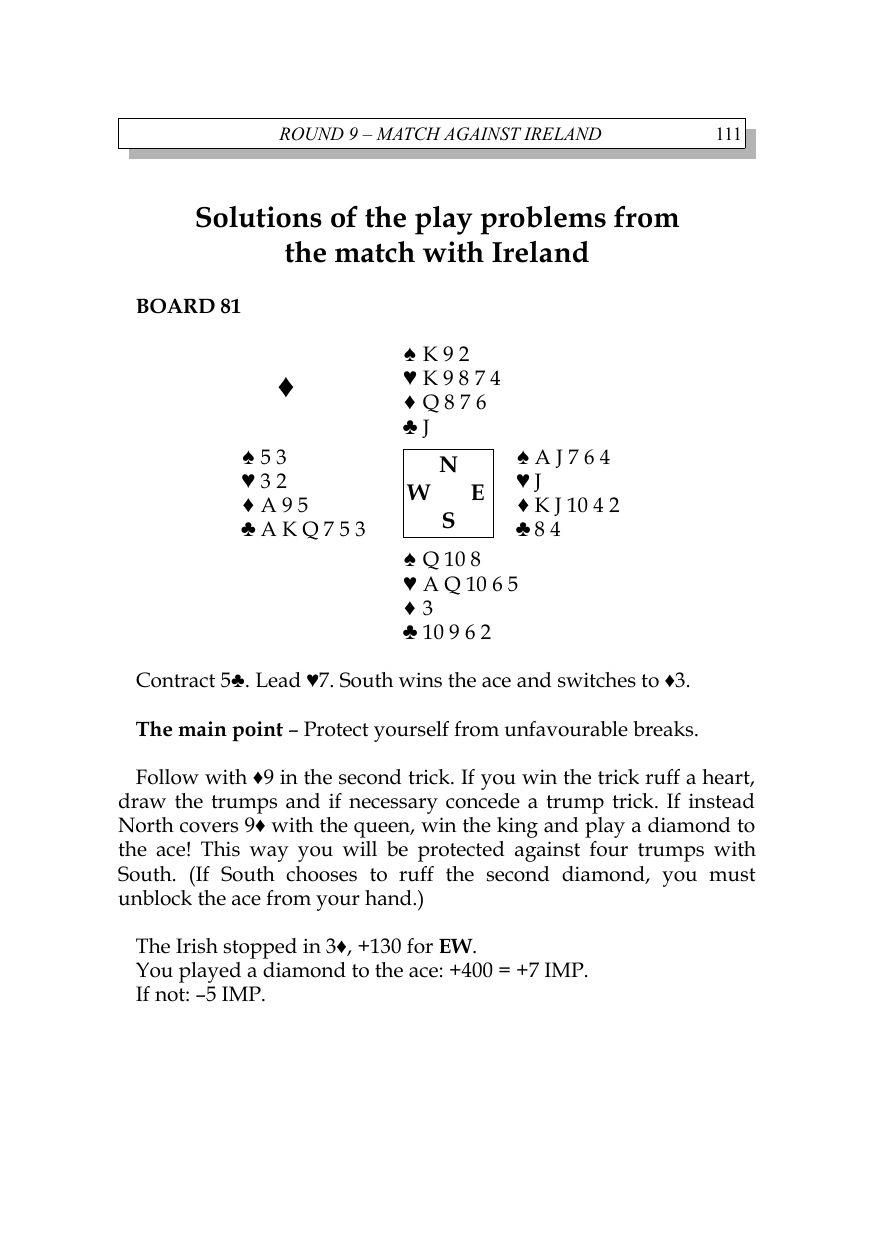 ROUND 9 – MATCH AGAINST IRELAND 111
Solutions of the play problems from
the match with Ireland
BOARD 81
♦
♠ K 9 2
♥ K 9 8 7 4
♦ Q 8 7 6
♣ J
♠ 5 3
♥ 3 2
♦ A 9 5
♣ A K Q 7 5 3
N
W E
S
♠ A J 7 6 4
♥ J
♦ K J 10 4 2
♣ 8 4
♠ Q 10 8
♥ A Q 10 6 5
♦ 3
♣ 10 9 6 2
Contract 5♣. Lead ♥7. South wins the ace and switches to ♦3.
The main point – Protect yourself from unfavourable breaks.
Follow with ♦9 in the second trick. If you win the trick ruff a heart,
draw the trumps and if necessary concede a trump trick. If instead
North covers 9♦ with the queen, win the king and play a diamond to
the ace! This way you will be protected against four trumps with
South. (If South chooses to ruff the second diamond, you must
unblock the ace from your hand.)
The Irish stopped in 3♦, +130 for EW.
You played a diamond to the ace: +400 = +7 IMP.
If not: –5 IMP.